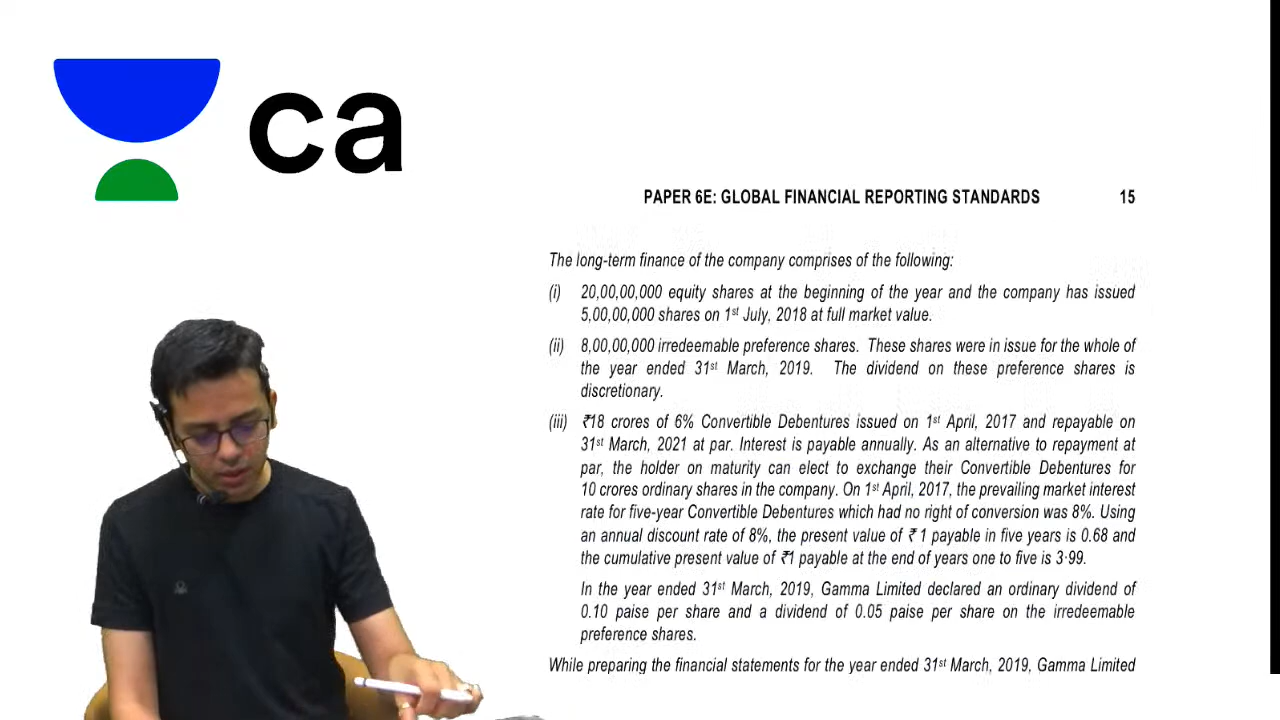 ca
PAPER 6E: GLOBAL FINANCIAL REPORTING STANDARDS 15
The long-term finance of the company comprises of the following:
(i) 20,00,00,000 equity shares at the beginning of the year and the company has issued
5,00,00,000 shares on 1st July, 2018 at full market value.
(ii) 8,00,00,000 irredeemable preference shares. These shares were in issue for the whole of
the year ended 31st March, 2019. The dividend on these preference shares is
discretionary.
(iii) ₹18 crores of 6% Convertible Debentures issued on 1st April, 2017 and repayable on
31st March, 2021 at par. Interest is payable annually. As an alternative to repayment at
par, the holder on maturity can elect to exchange their Convertible Debentures for
10 crores ordinary shares in the company. On 1st April, 2017, the prevailing market interest
rate for five-year Convertible Debentures which had no right of conversion was 8%. Using
an annual discount rate of 8%, the present value of ₹ 1 payable in five years is 0.68 and
the cumulative present value of ₹1 payable at the end of years one to five is 3·99.
In the year ended 31st March, 2019, Gamma Limited declared an ordinary dividend of
0.10 paise per share and a dividend of 0.05 paise per share on the irredeemable
preference shares.
While preparing the financial statements for the year ended 31st March, 2019, Gamma Limited